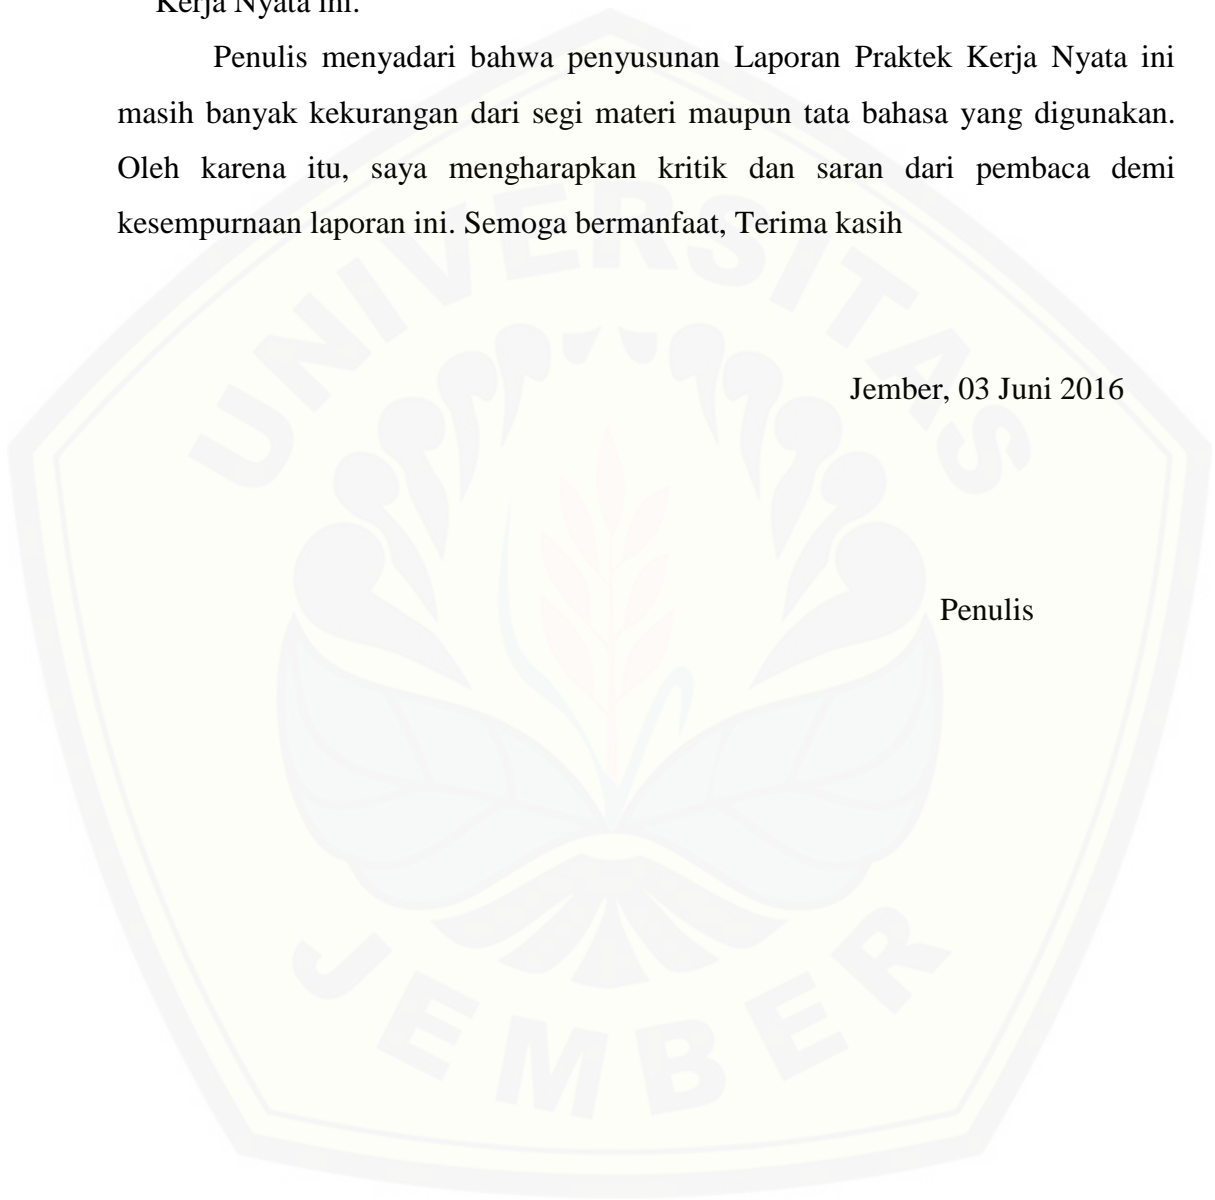 Kerja Nyata ini.
Penulis menyadari bahwa penyusunan Laporan Praktek Kerja Nyata ini
masih banyak kekurangan dari segi materi maupun tata bahasa yang digunakan.
Oleh karena itu, saya mengharapkan kritik dan saran dari pembaca demi
kesempurnaan laporan ini. Semoga bermanfaat, Terima kasih
UNIVERSITAS
Jember, 03 Juni 2016
Penulis
JEMBER